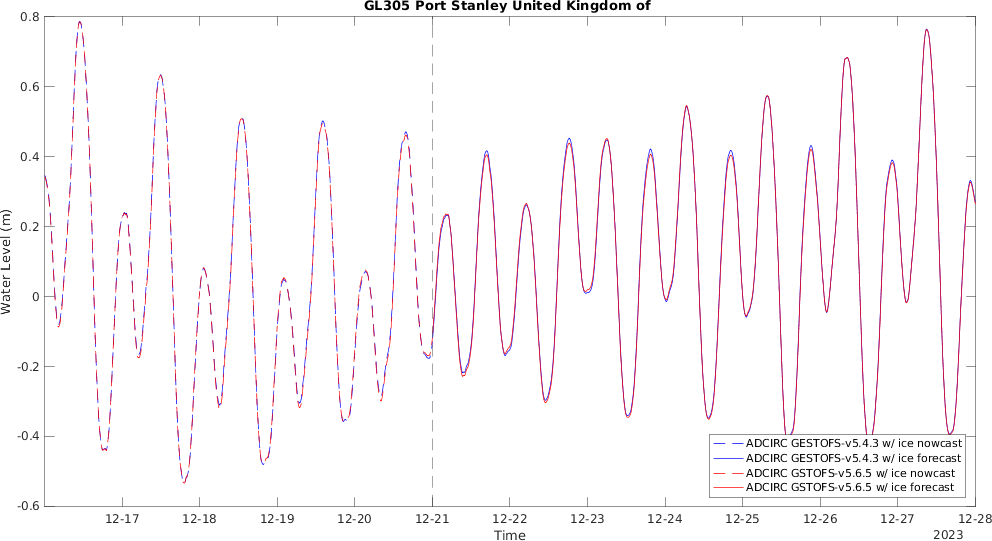 GL305 Port Stanley United Kingdom of
0.8
0.6
0.4
0.2
0
-0.2
-0.4
-0.6
Water Level (m)
ADCIRC GESTOFS-v5.4.3 w/ ice nowcast
ADCIRC GESTOFS-v5.4.3 w/ ice forecast
ADCIRC GSTOFS-v5.6.5 w/ ice nowcast
ADCIRC GSTOFS-v5.6.5 w/ ice forecast
12-17 12-18 12-19 12-20 12-21 12-22 12-23 12-24 12-25 12-26 12-27 12-28
Time
2023